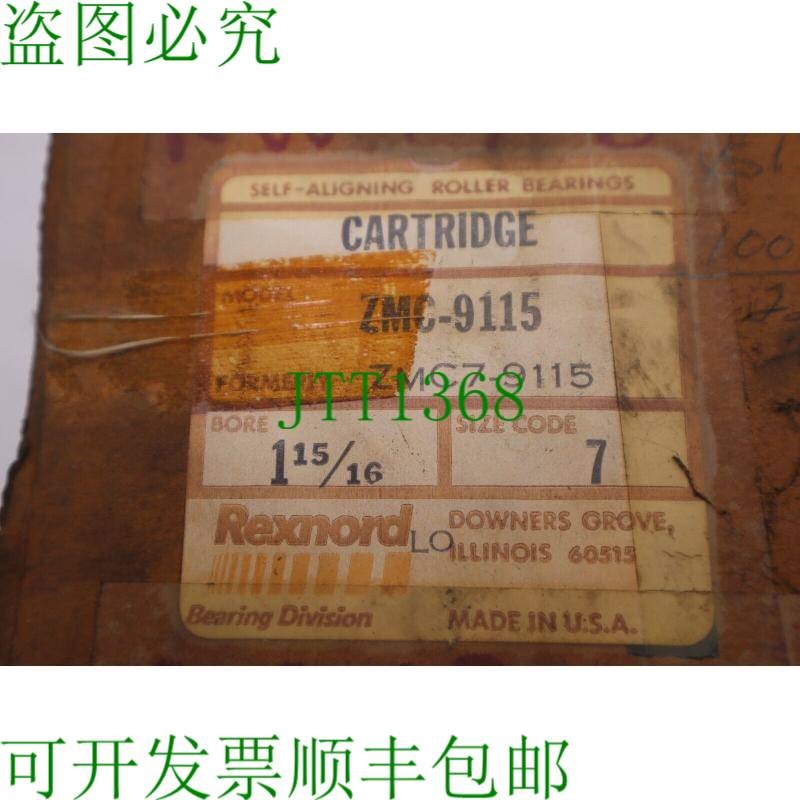 盗图必究
SELF-ALIGNING ROLLER BEARINGS
CARTRIDGE
MODEL ZMC-9115
FORMERLY ZMC7 9115
JTT1368
BORE
1 15/16
SIZE CODE
7
Rexnord
LO
DOWNERS GROVE,
ILLINOIS 60515
Bearing Division
MADE IN U.S.A.
100
可开发票顺丰包邮